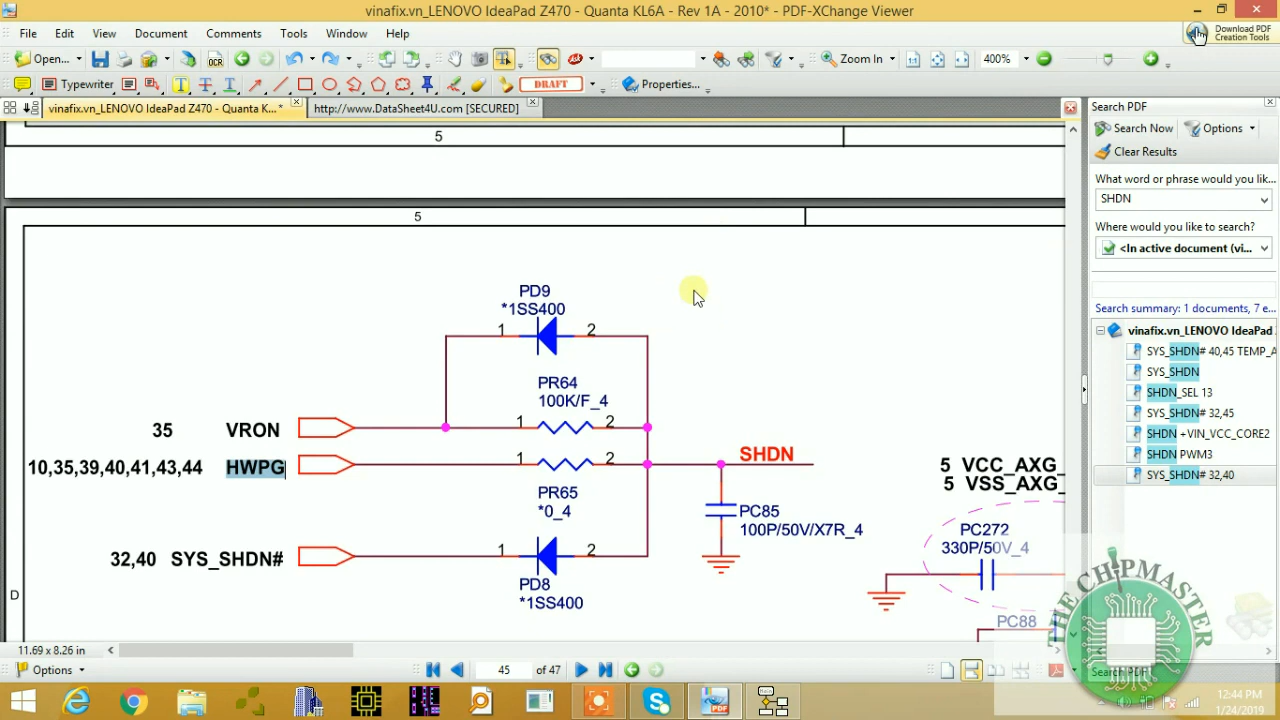 vinafix.vn_LENOVO IdeaPad Z470 - Quanta KL6A - Rev 1A - 2010* - PDF-XChange Viewer
File Edit View Document Comments Tools Window Help
Download PDF
Creation Tools
Open...
OCR
Zoom In
1:1
400%
Typewriter
DRAFT
Properties...
vinafix.vn_LENOVO IdeaPad Z470 - Quanta K... *
http://www.DataSheet4U.com [SECURED]
Search PDF
Search Now
Options
Clear Results
What word or phrase would you lik...
SHDN
Where would you like to search?
<In active document (vi...
Search summary: 1 documents, 7 e...
vinafix.vn_LENOVO IdeaPad
SYS_SHDN# 40,45 TEMP_A
SYS_SHDN
SHDN_SEL 13
SYS_SHDN# 32,45
SHDN +VIN_VCC_CORE2
SHDN PWM3
SYS_SHDN# 32,40
5
5
PD9
*1SS400
1 2
PR64
100K/F_4
35 VRON
1 2
10,35,39,40,41,43,44 HWPG
1 2
SHDN
PR65
*0_4
PC85
100P/50V/X7R_4
32,40 SYS_SHDN#
1 2
PD8
*1SS400
5 VCC_AXG_
5 VSS_AXG_
PC272
330P/50V_4
PC88
D
THE CHIPMASTER
11.69 x 8.26 in
Options
45 of 47
Search PDF
PDF
12:44 PM
1/24/2019